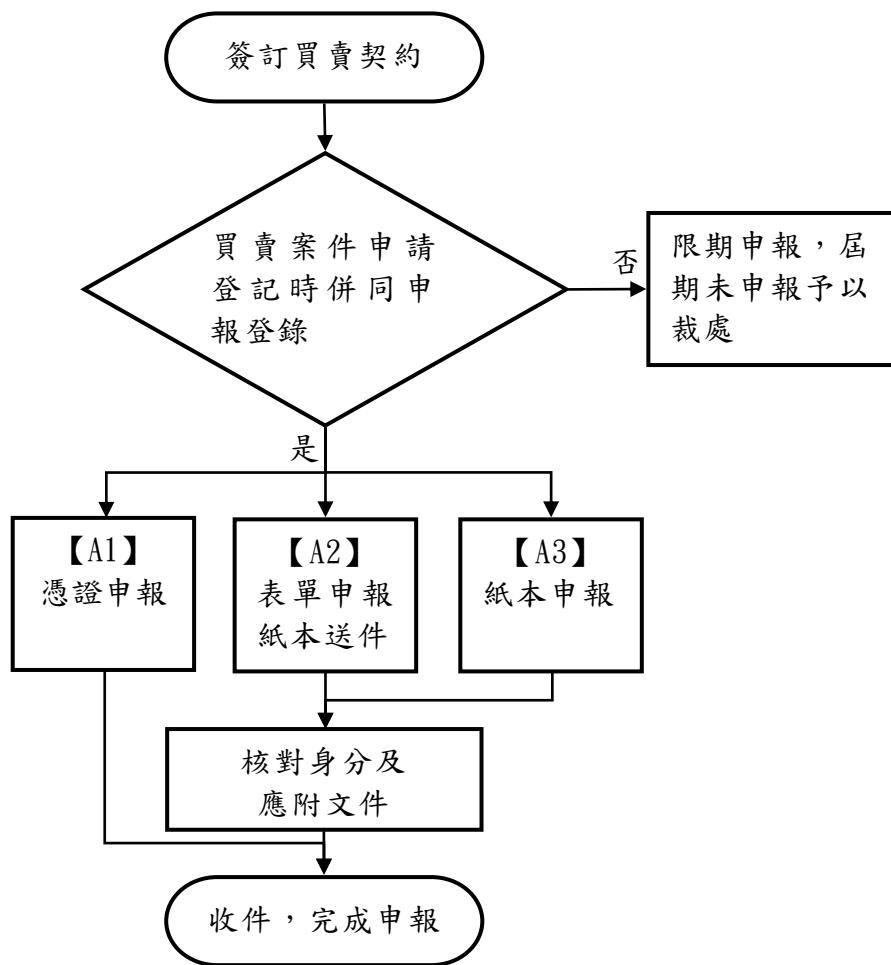 簽訂買賣契約
買賣案件申請
登記時併同申
報登錄
否
限期申報，屆
期未申報予以
裁處
是
【A1】
憑證申報
【A2】
表單申報
紙本送件
【A3】
紙本申報
核對身分及
應附文件
收件，完成申報